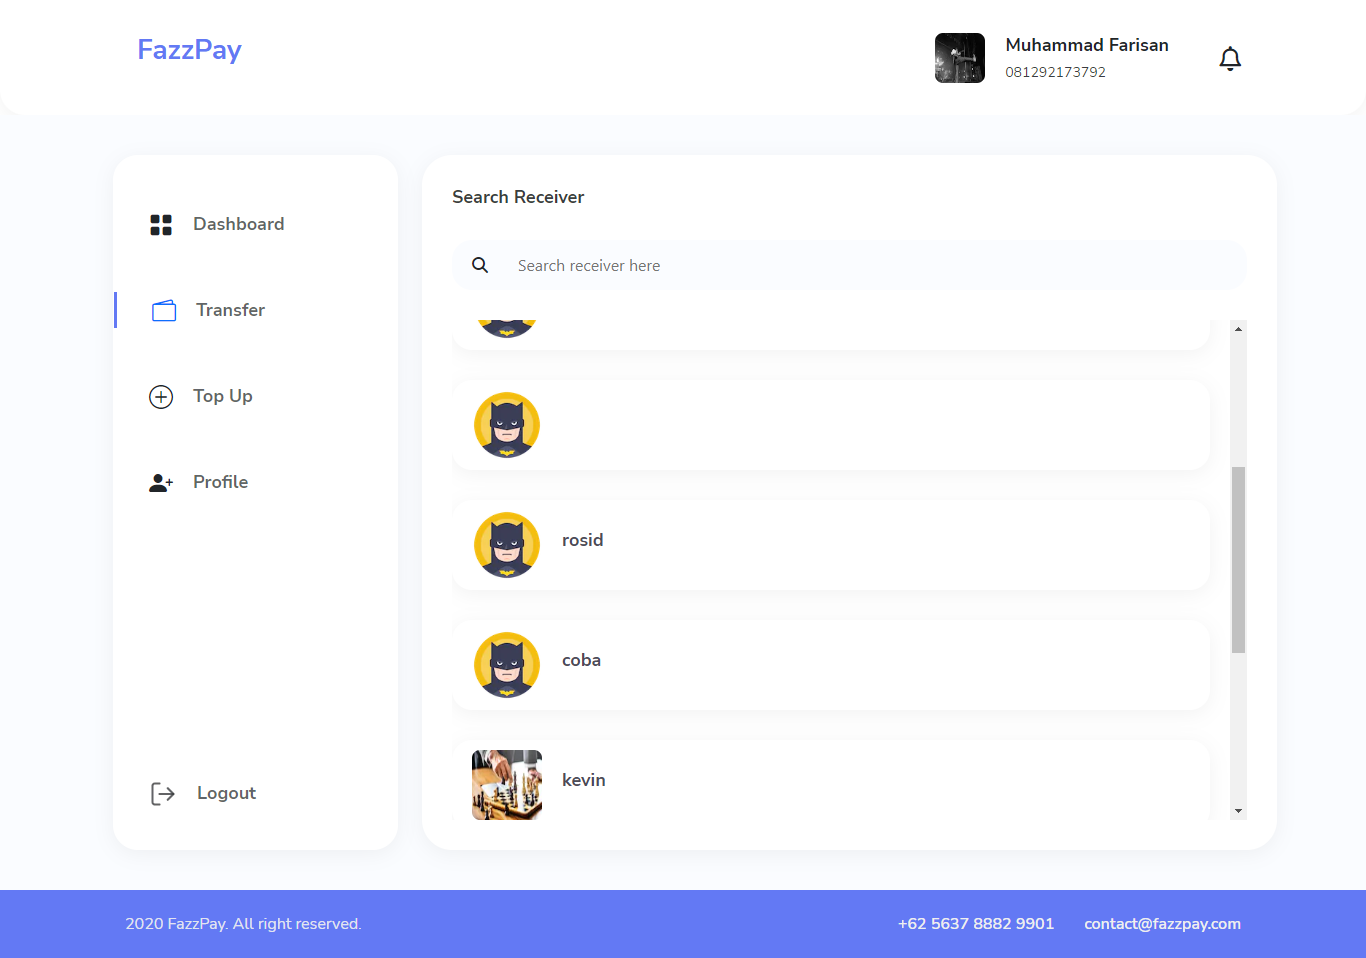 FazzPay
Muhammad Farisan
081292173792
Dashboard
Transfer
Top Up
Profile
Logout
Search Receiver
Search receiver here
rosid
coba
kevin
2020 FazzPay. All right reserved.
+62 5637 8882 9901
contact@fazzpay.com